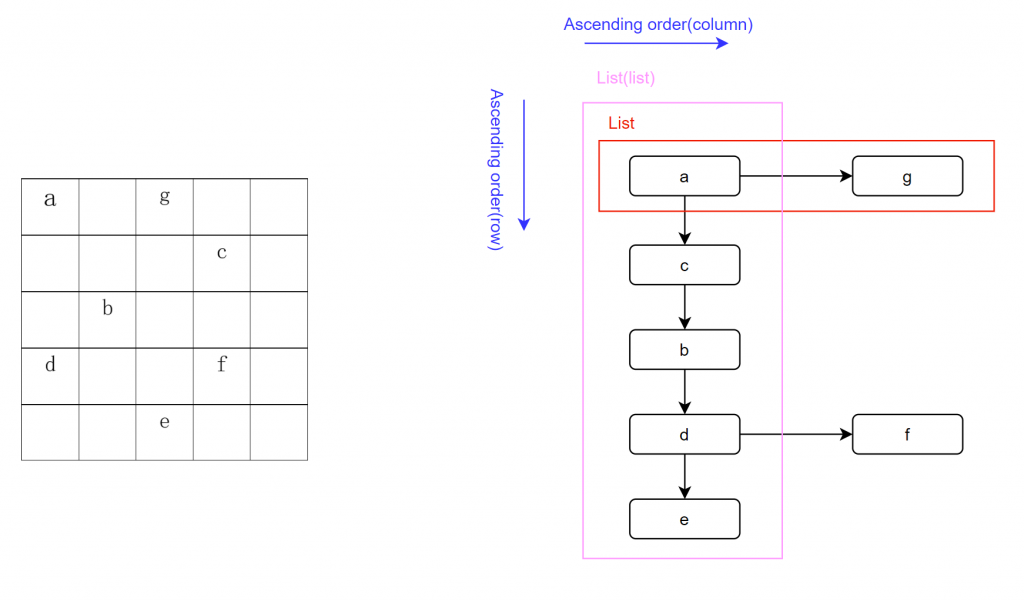 Ascending order(column)
List(list)
Ascending order(row)
List
a g
c
b
d f
e
a g
c
b
d f
e